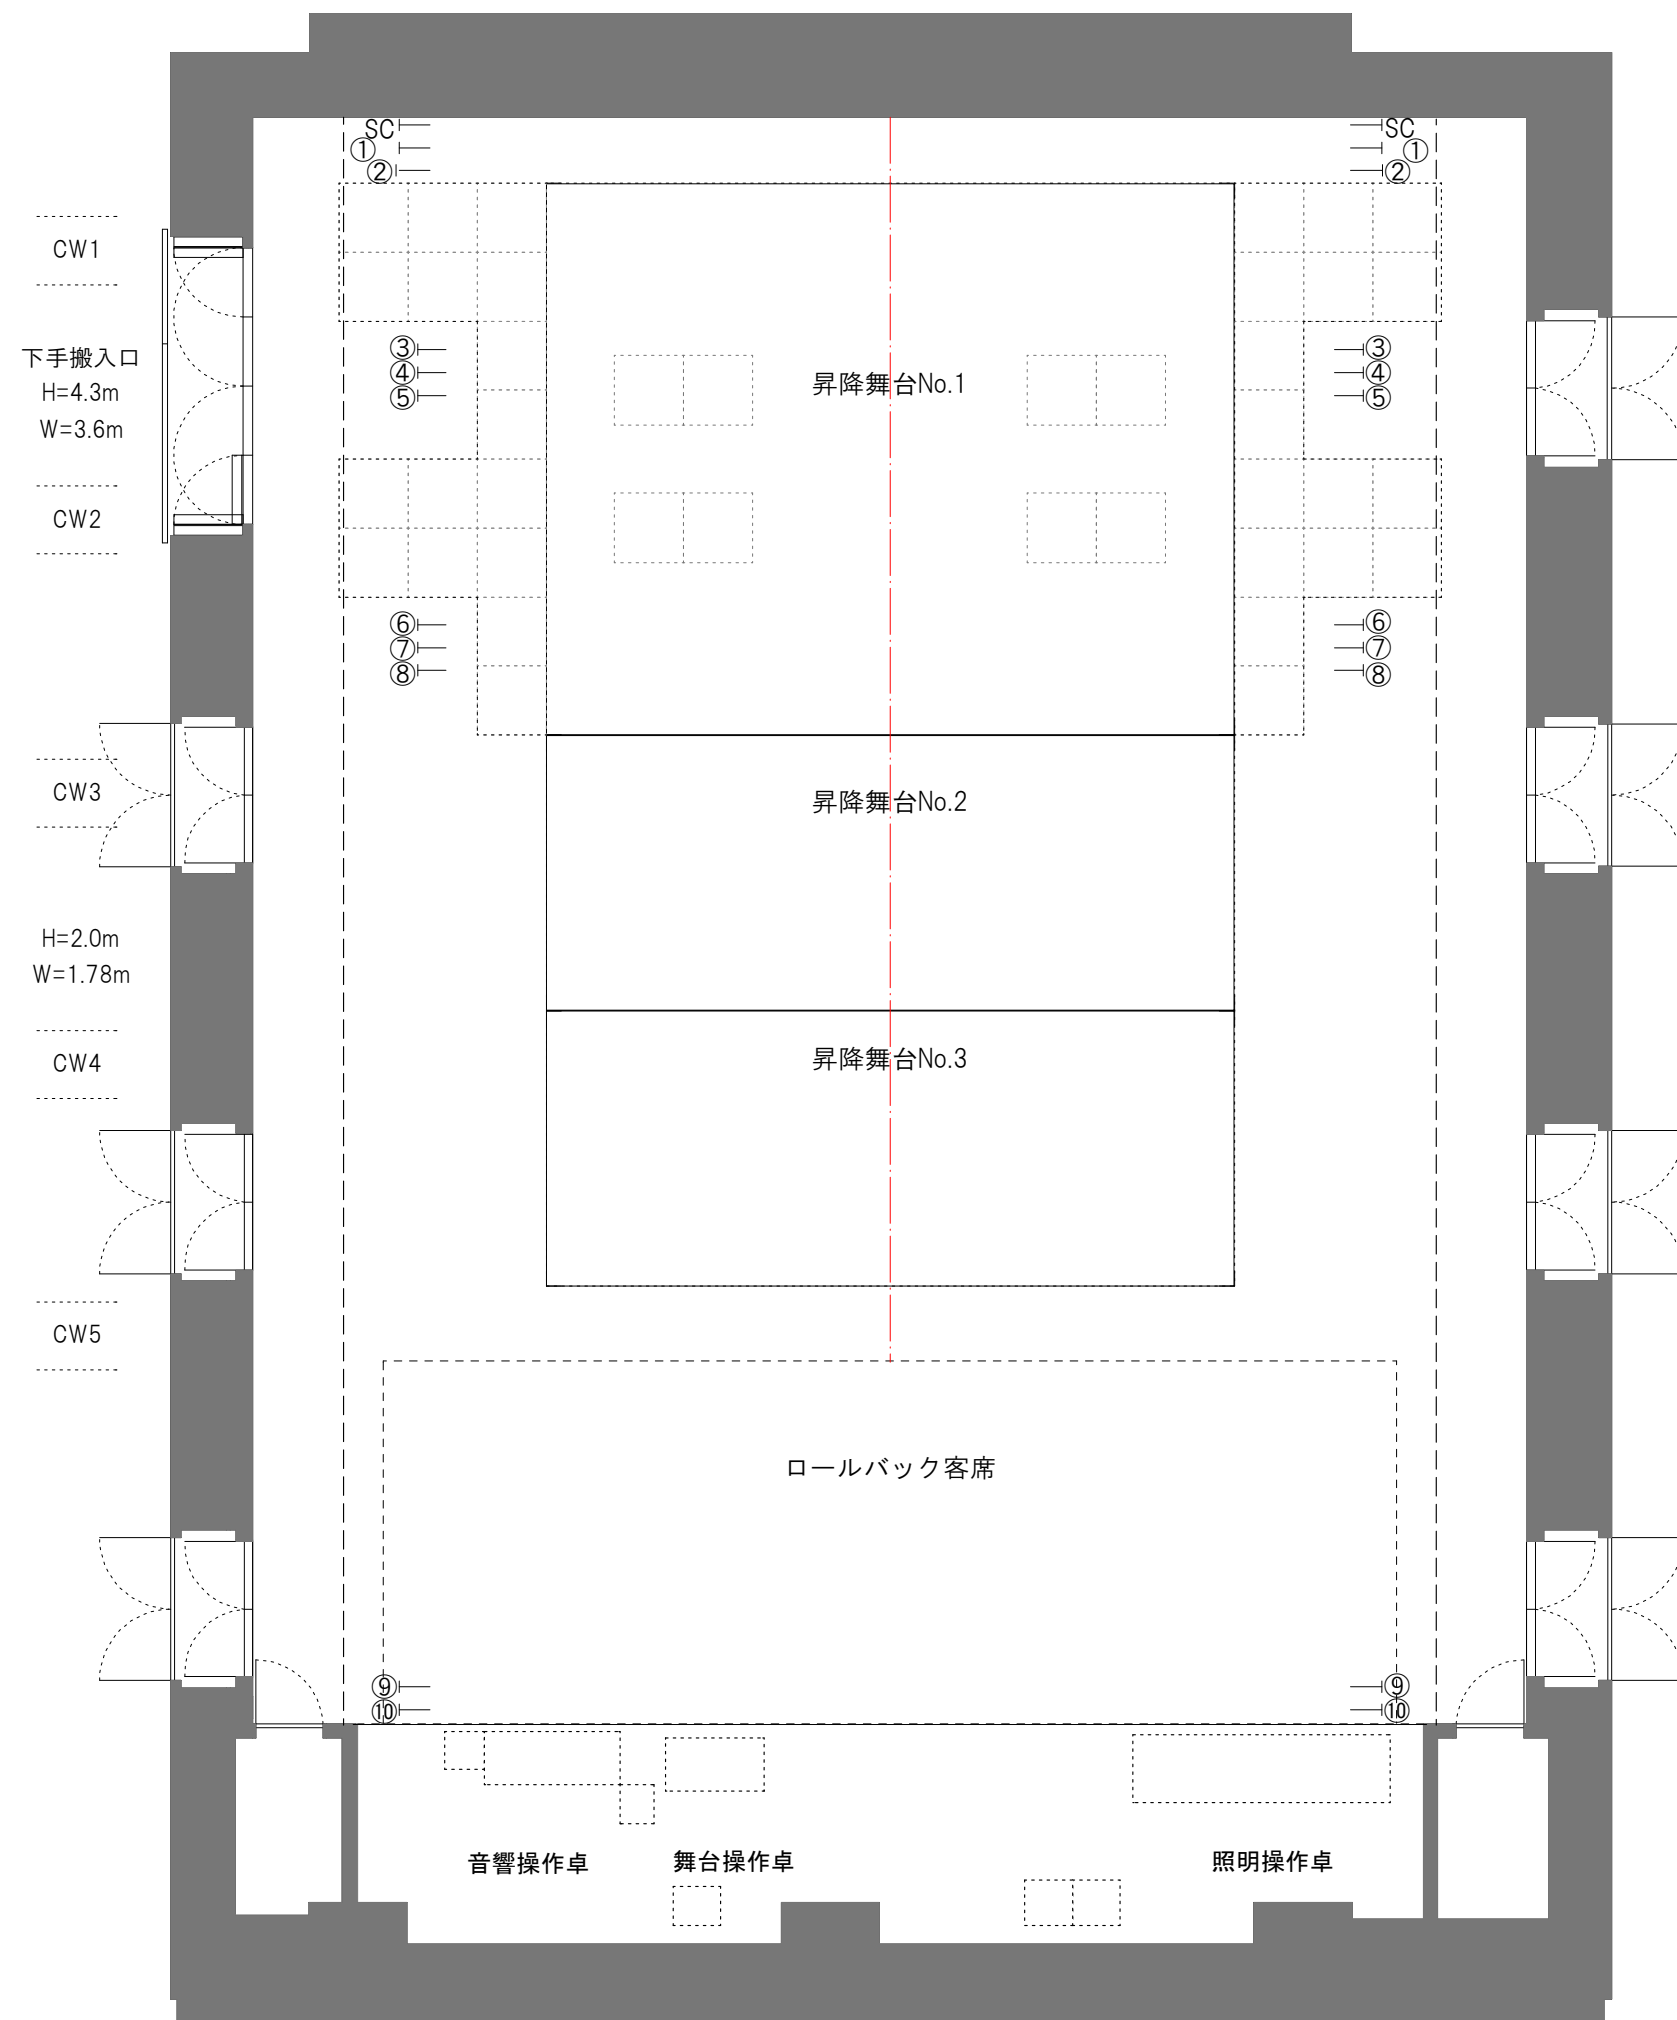 SC
SC
①
①
②
②
CW1
下手搬入口
H=4.3m
W=3.6m
③
③
④
昇降舞台No.1
④
⑤
⑤
CW2
⑥
⑥
⑦
⑦
⑧
⑧
CW3
昇降舞台No.2
H=2.0m
W=1.78m
CW4
昇降舞台No.3
CW5
ロールバック客席
⑨
⑨
⑩
⑩
音響操作卓
舞台操作卓
照明操作卓